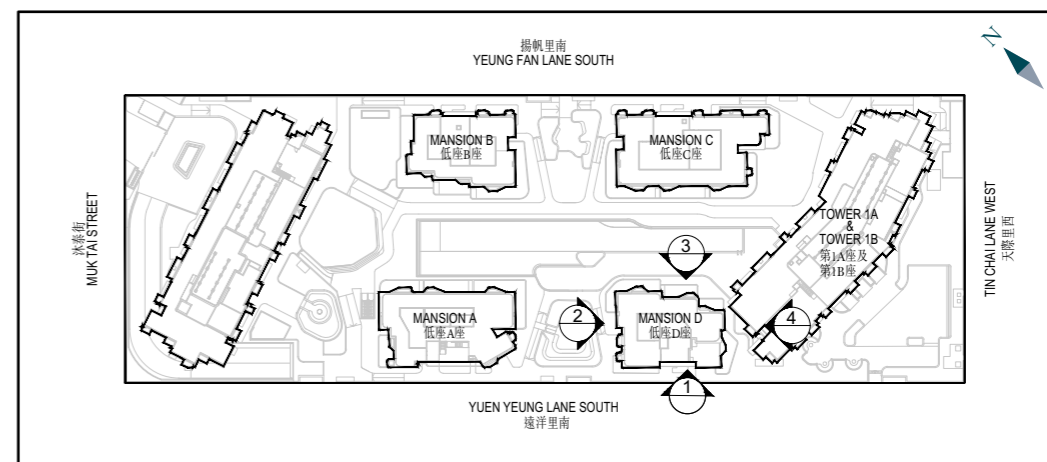 揚帆里南
YEUNG FAN LANE SOUTH
N
MANSION B
低座B座
MANSION C
低座C座
沐泰街
MUK TAI STREET
TOWER 1A
&
TOWER 1B
第1A座及
第1B座
TIN CHAI LANE WEST
天際里西
3
MANSION A
低座A座
2
MANSION D
低座D座
4
1
YUEN YEUNG LANE SOUTH
遠洋里南